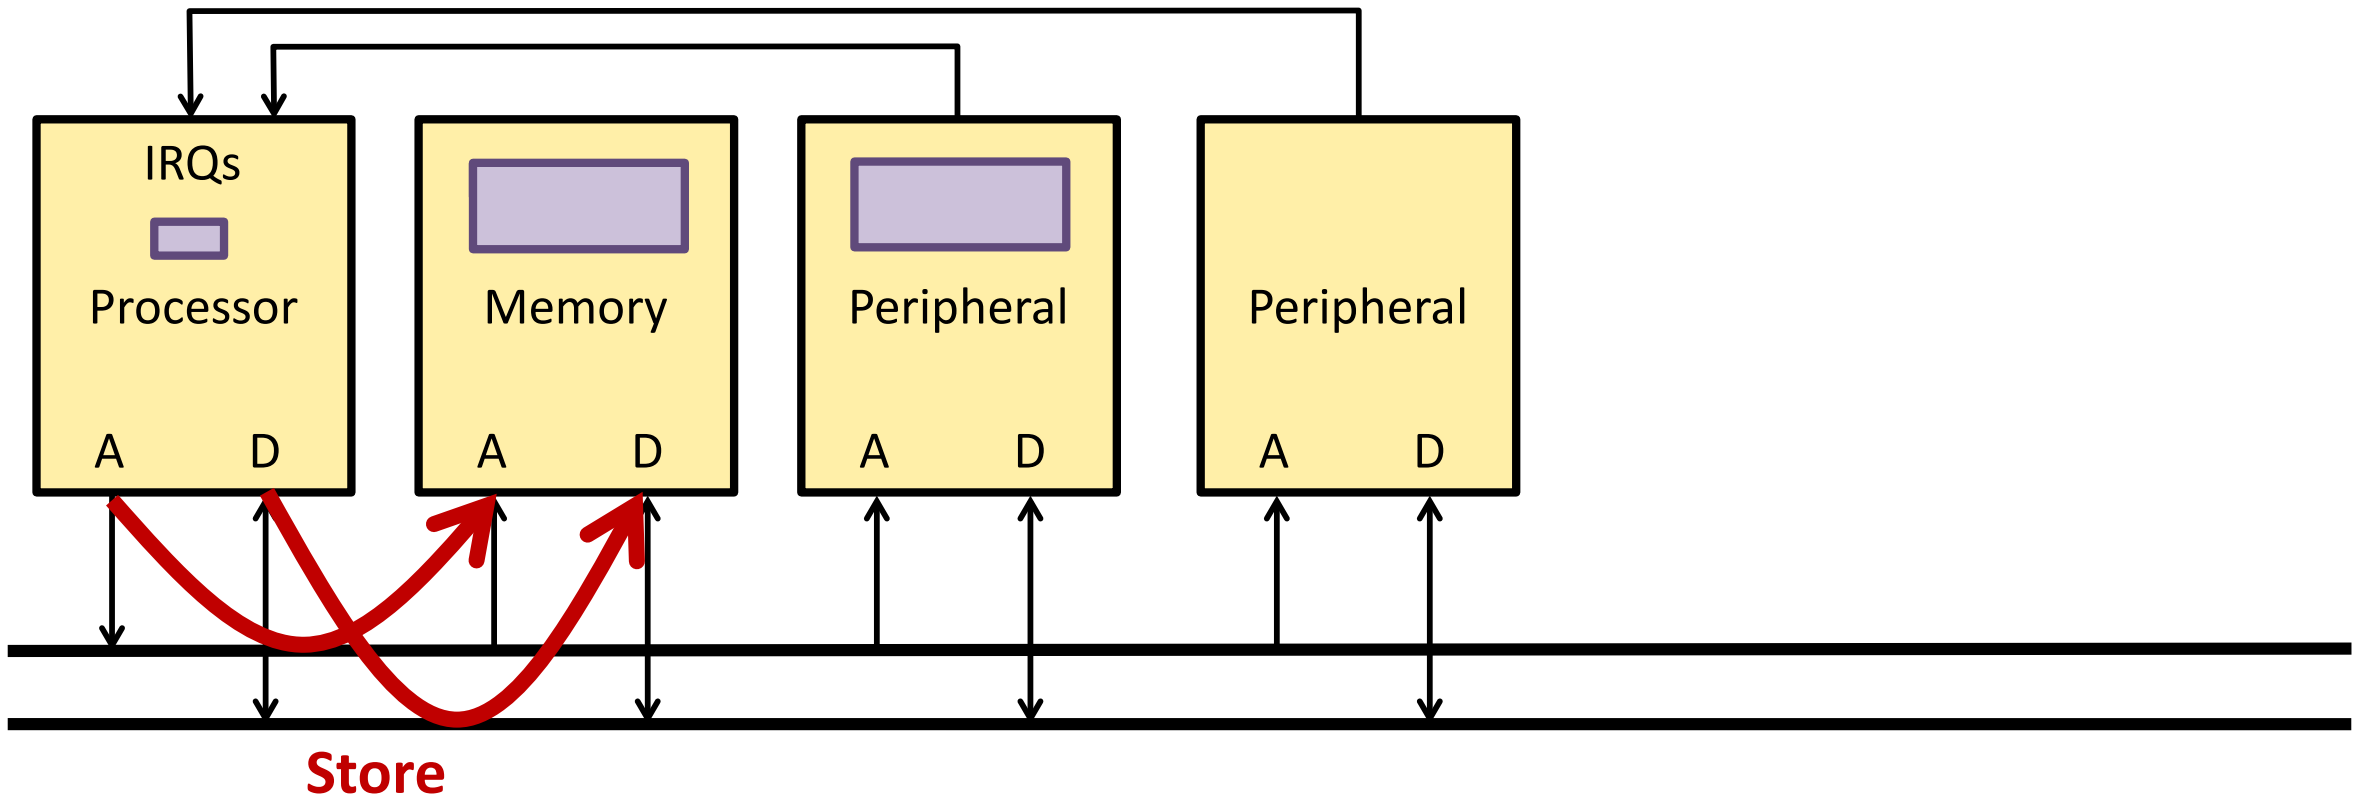 IRQs
Processor
Memory
Peripheral
Peripheral
A D
A D
A D
A D
Store